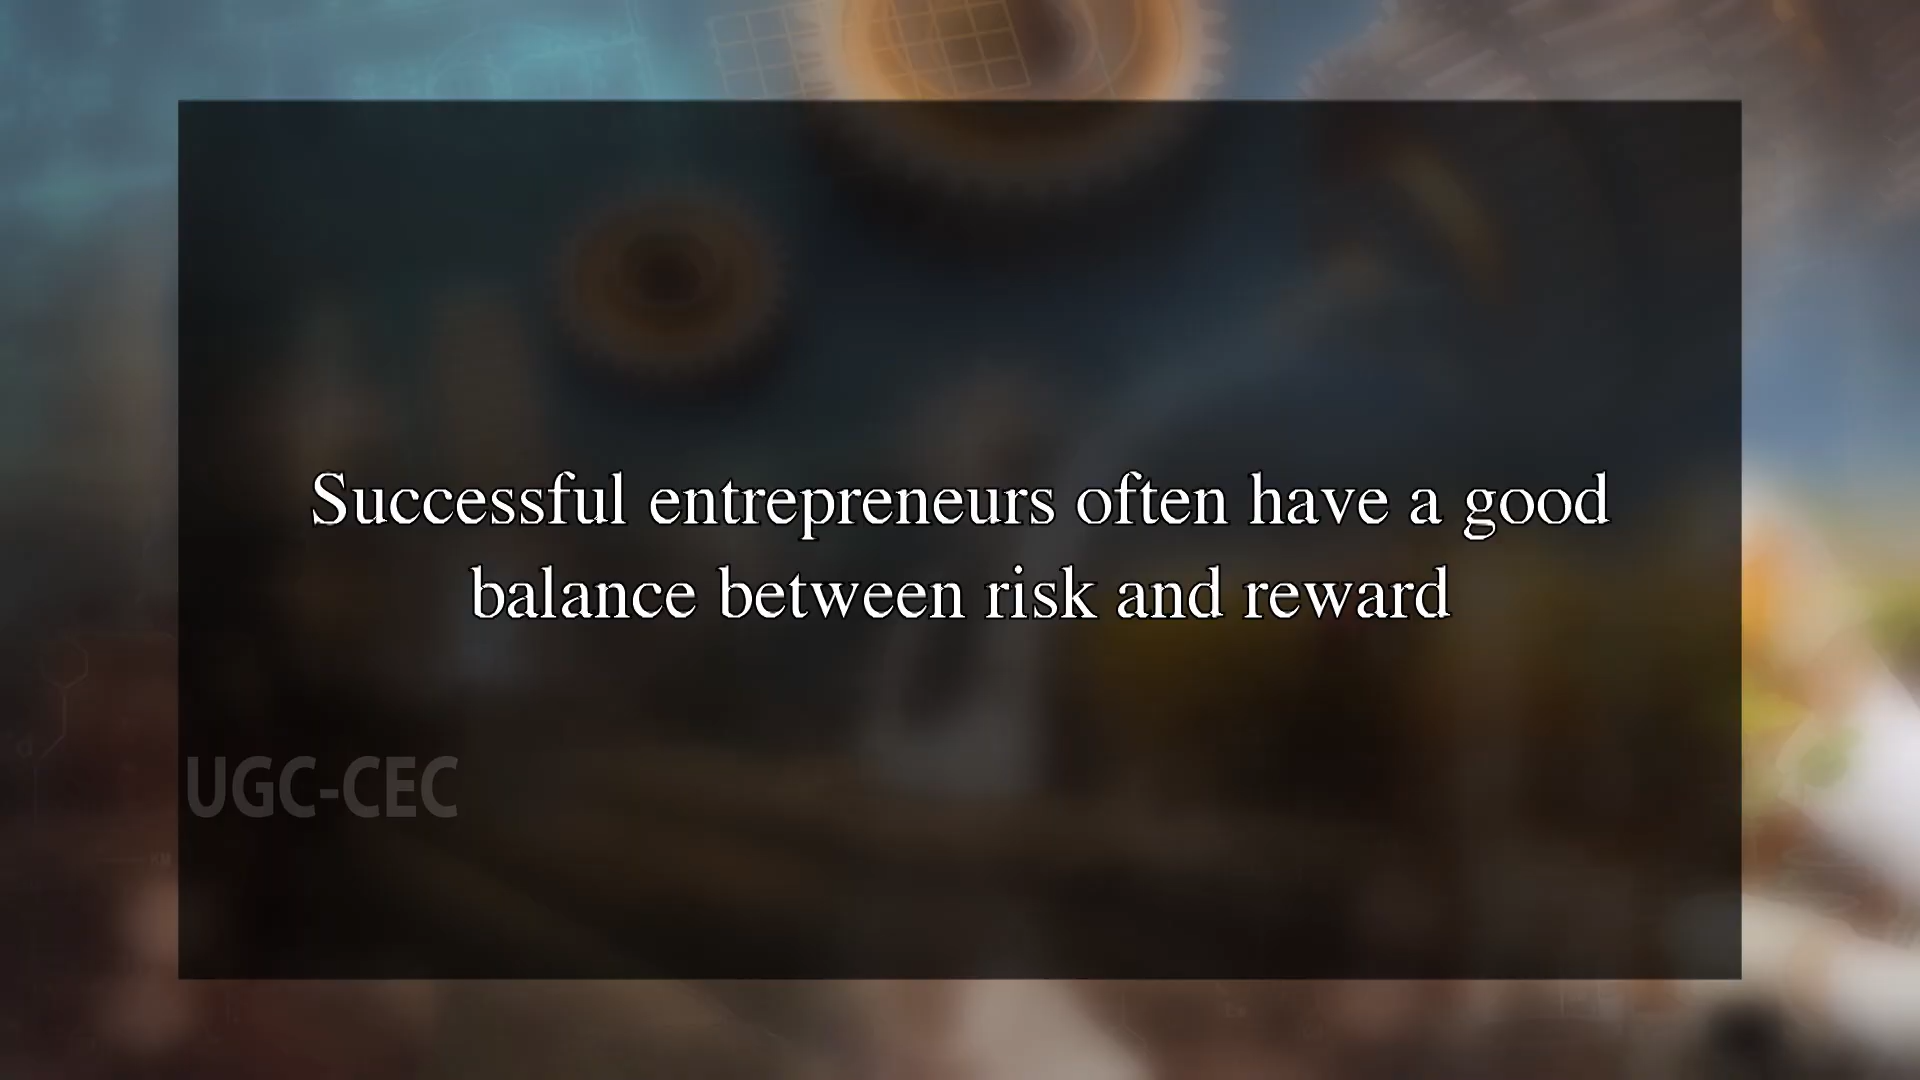 Successful entrepreneurs often have a good
balance between risk and reward
UGC-CEC